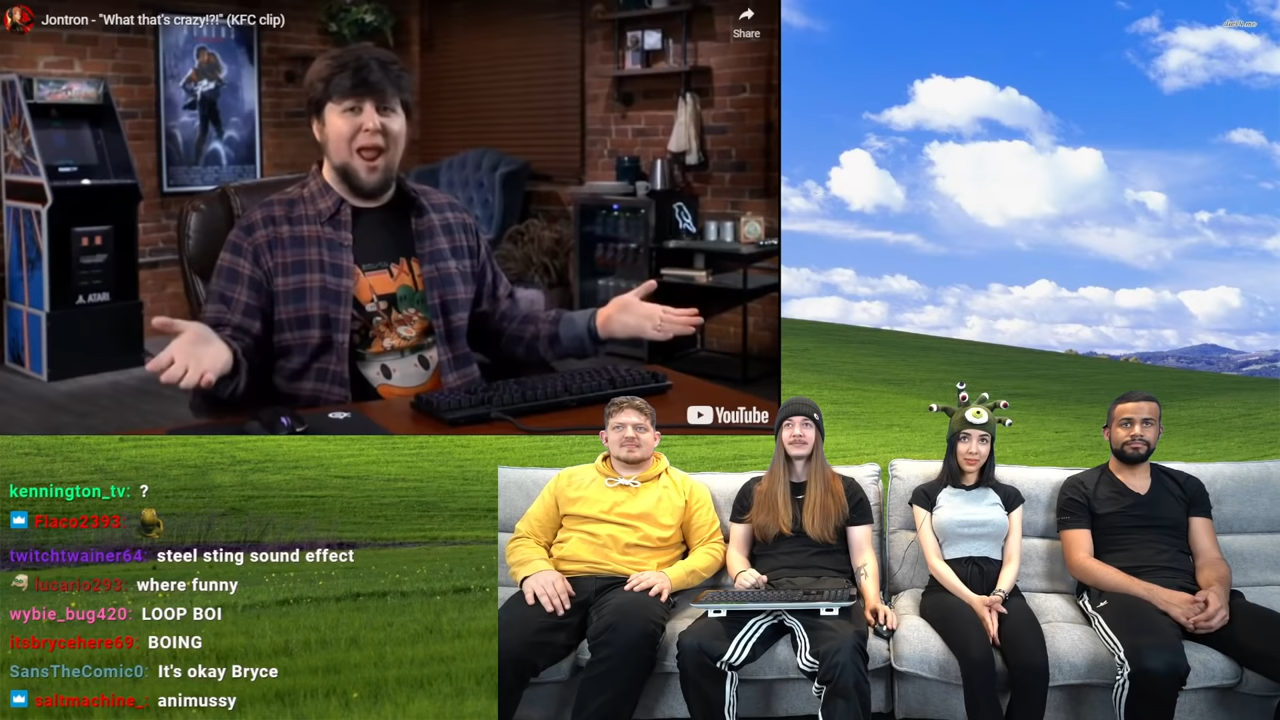 Jontron - "What that's crazy!?!" (KFC clip)
Share
ATARI
YouTube
kennington_tv: ?
Flaco2393:
twitchtwainer64: steel sting sound effect
lucario293: where funny
wybie_bug420: LOOP BOI
itsbrycehere69: BOING
SansTheComic0: It's okay Bryce
saltmachine_: animussy